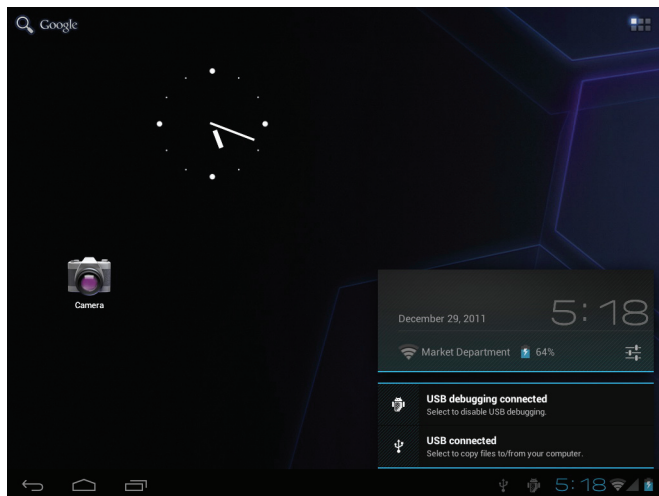 Google
Camera
December 29, 2011
5:18
Market Department
64%
USB debugging connected
Select to disable USB debugging.
USB connected
Select to copy files to/from your computer.
5:18